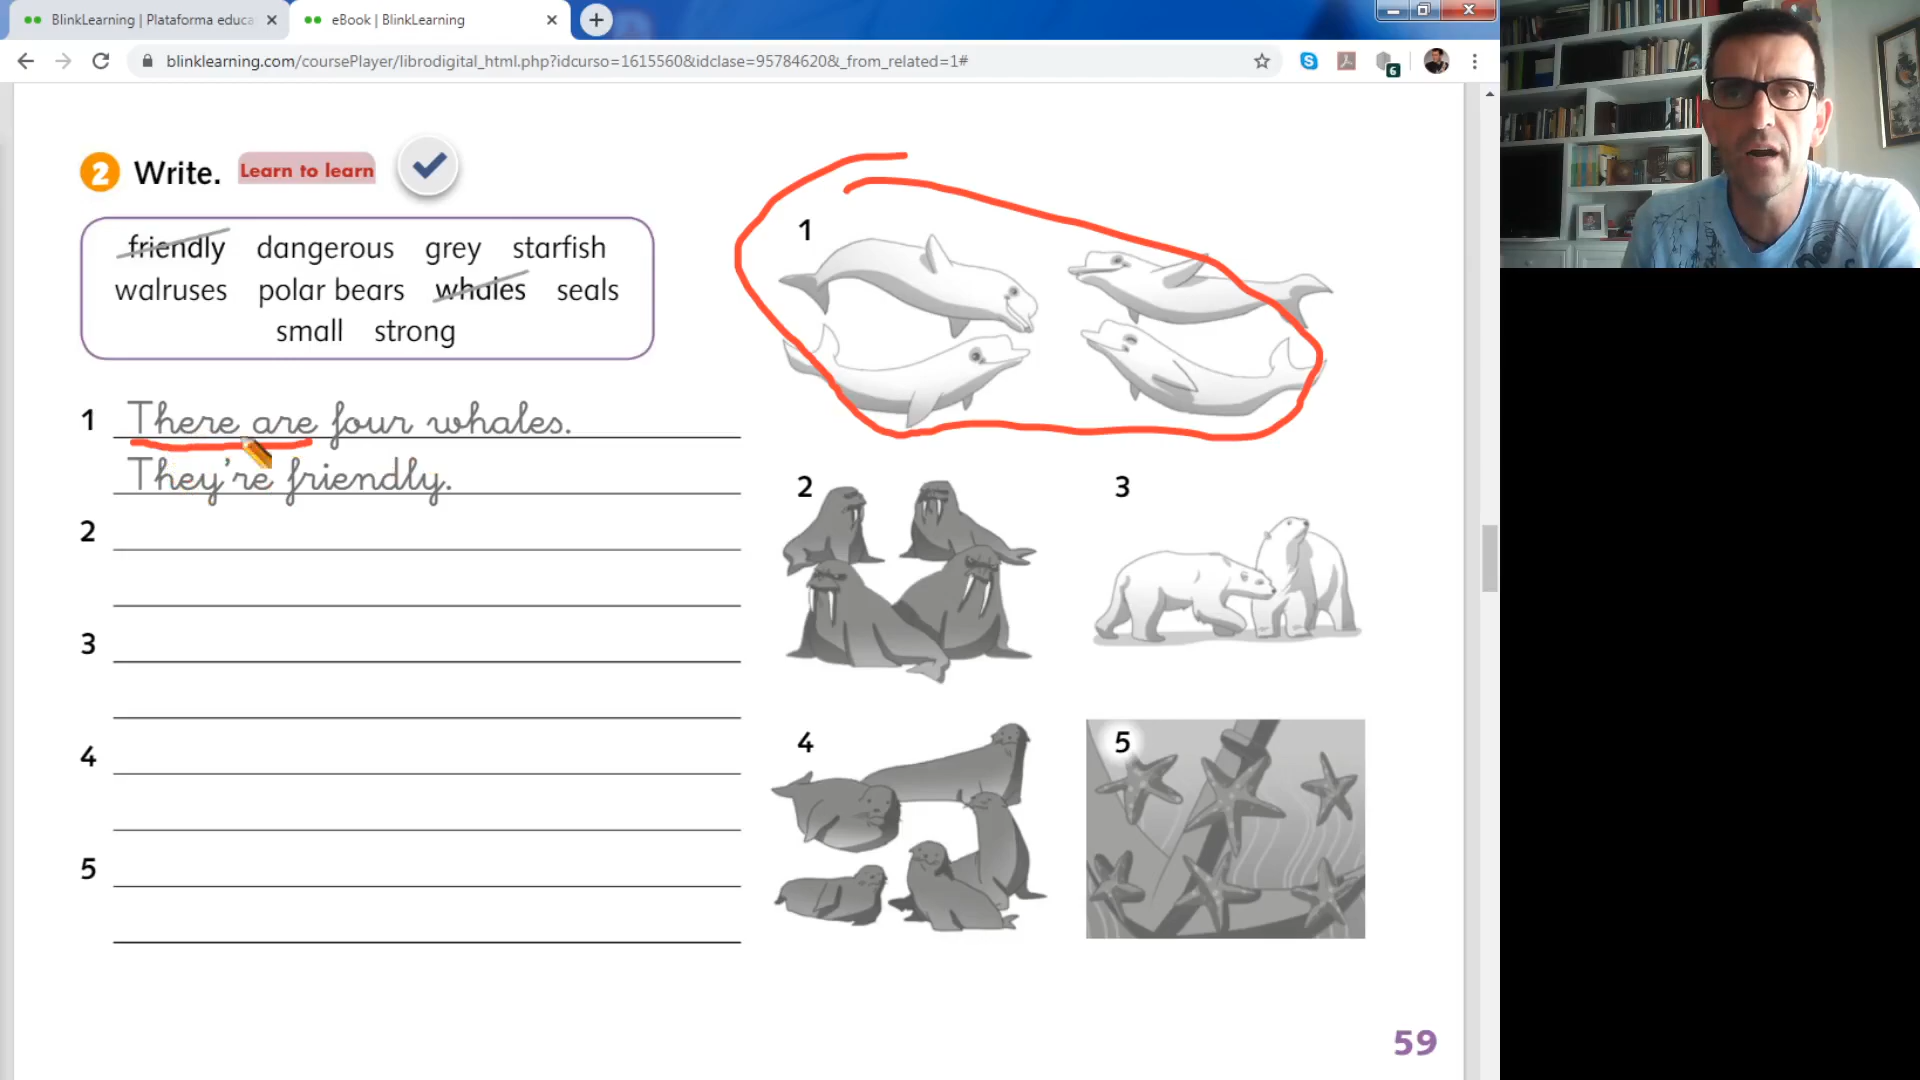 BlinkLearning | Plataforma educa
eBook | BlinkLearning
blinklearning.com/coursePlayer/librodigital_html.php?idcurso=1615560&idclase=95784620&_from_related=1#
6
2 Write. Learn to learn
friendly dangerous grey starfish
walruses polar bears whales seals
small strong
1 There are four whales.
They're friendly.
2
3
4
5
1
2
3
4
5
59